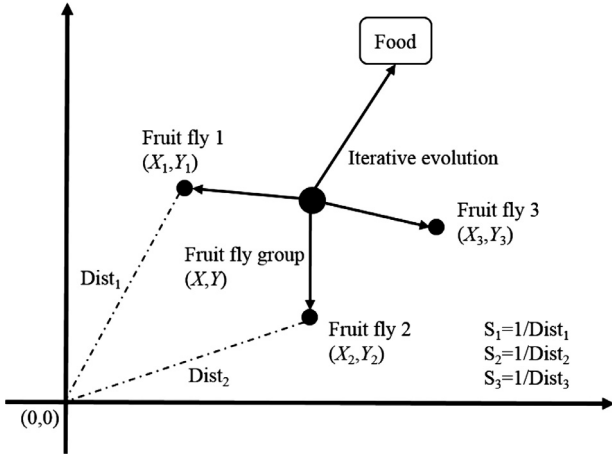 Food
Fruit fly 1
(X₁,Y₁)
Iterative evolution
Fruit fly 3
(X₃,Y₃)
Fruit fly group
(X,Y)
Dist₁
Fruit fly 2
(X₂,Y₂)
Dist₂
S₁=1/Dist₁
S₂=1/Dist₂
S₃=1/Dist₃
(0,0)